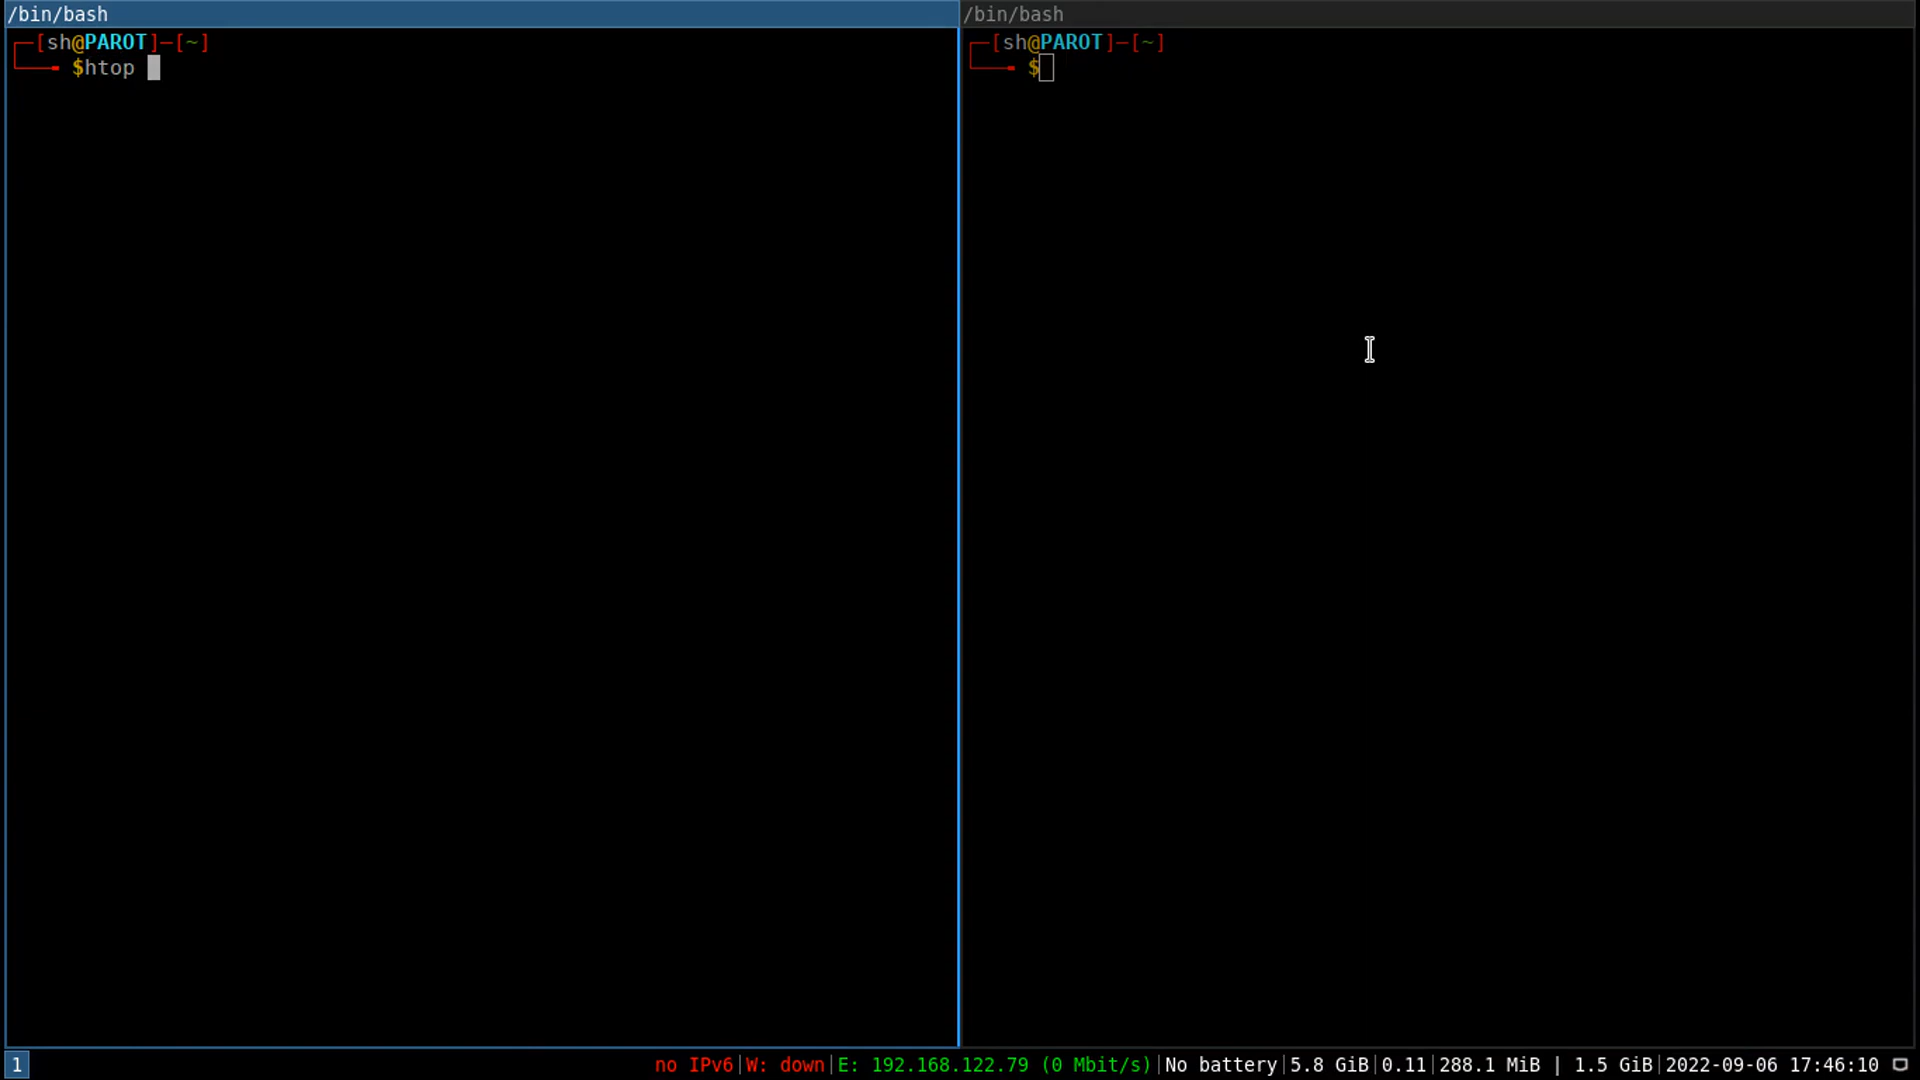 /bin/bash
┌─[sh@PAROT]─[~]
└──╼ $htop
/bin/bash
┌─[sh@PAROT]─[~]
└──╼ $
1
no IPv6|W: down|E: 192.168.122.79 (0 Mbit/s)|No battery|5.8 GiB|0.11|288.1 MiB | 1.5 GiB|2022-09-06 17:46:10